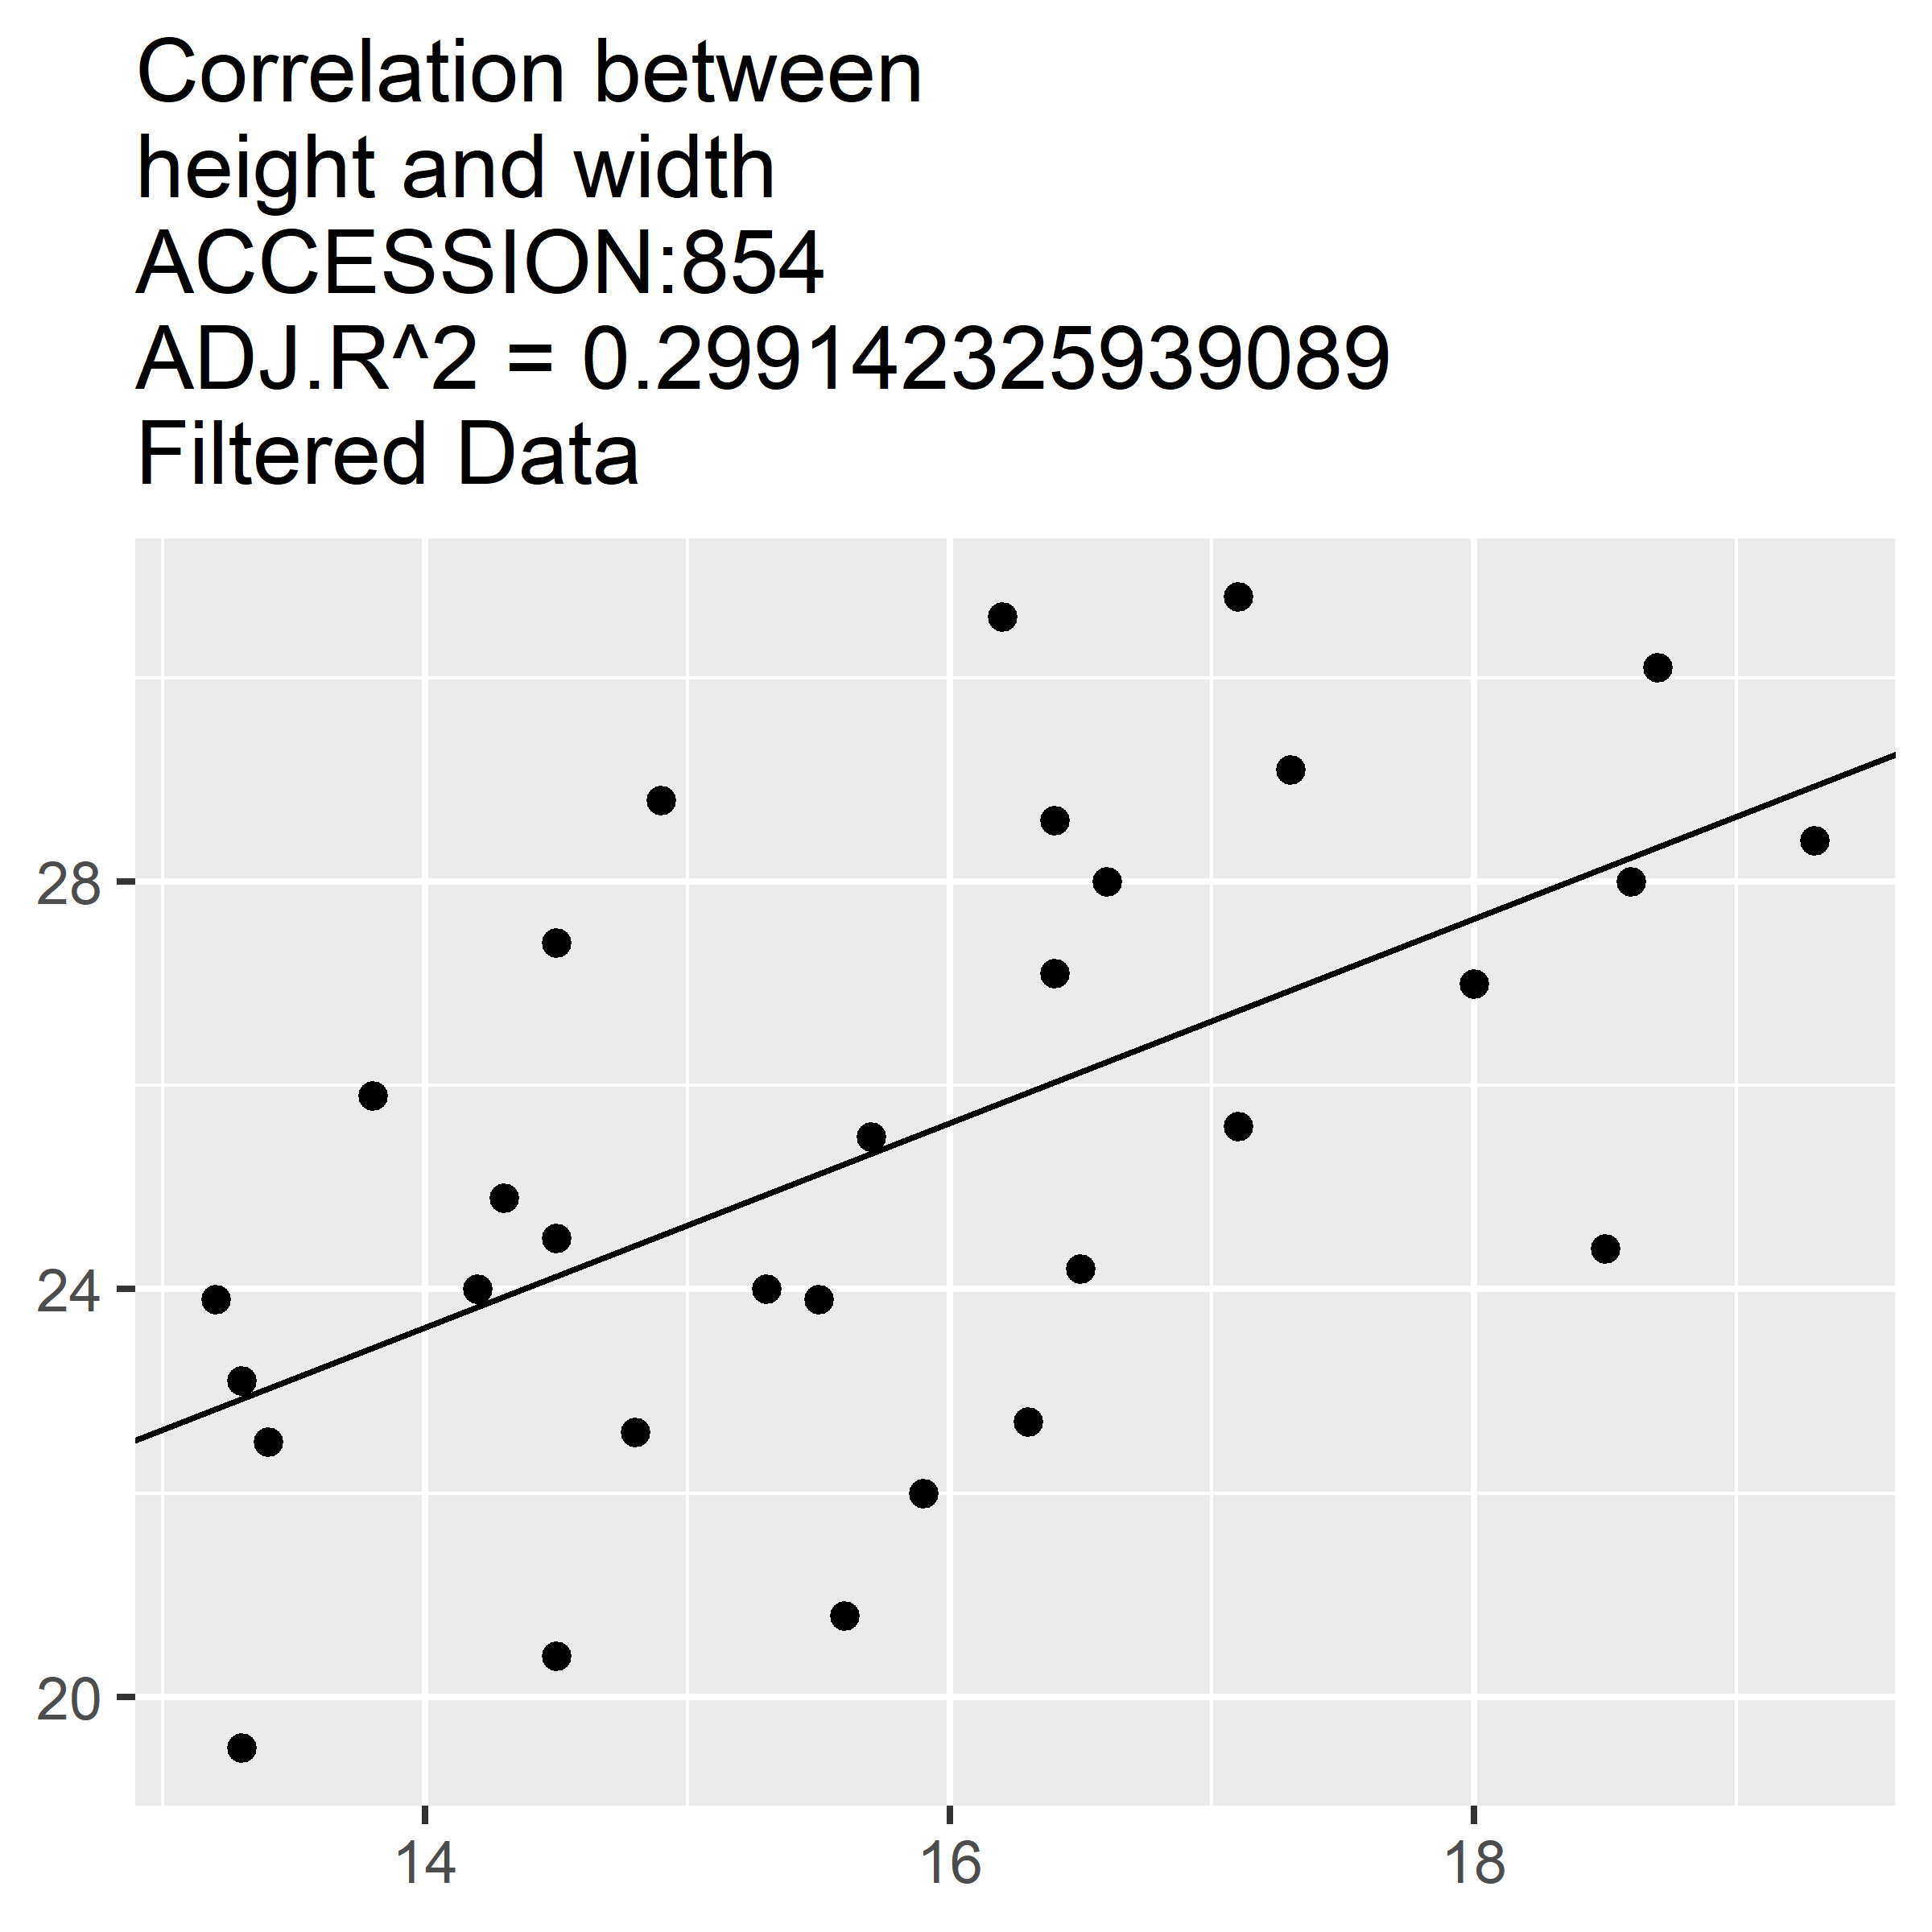 Correlation between
height and width
ACCESSION:854
ADJ.R^2 = 0.299142325939089
Filtered Data
28
24
20
14 16 18